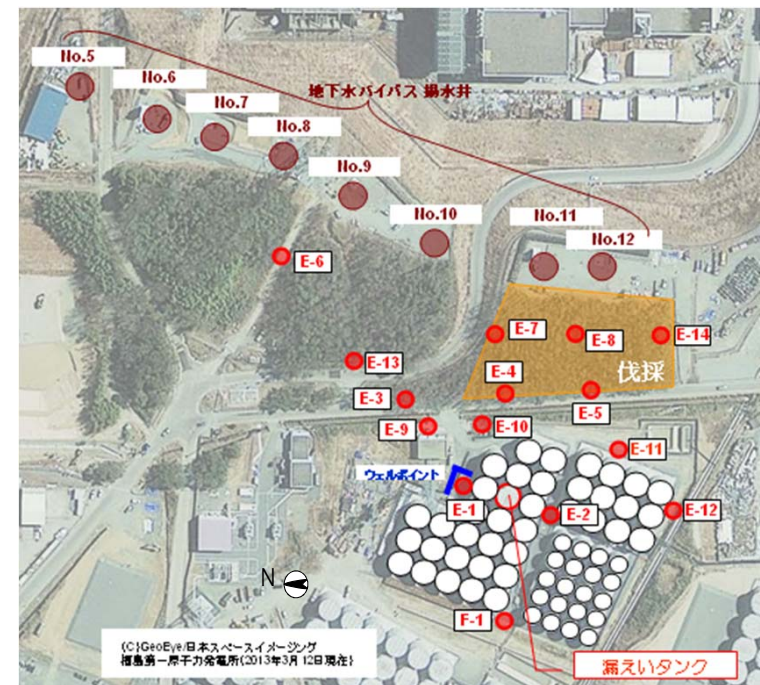 No.5
No.6
No.7
地下水バイパス 揚水井
No.8
No.9
No.10
No.11
No.12
E-6
E-7
E-8
E-14
E-13
E-4
伐採
E-3
E-5
E-9
E-10
E-11
ウェルポイント
E-1
E-2
E-12
N
F-1
(C)GeoEye/日本スペースイメージング
福島第一原子力発電所(2013年3月12日現在)
漏えいタンク